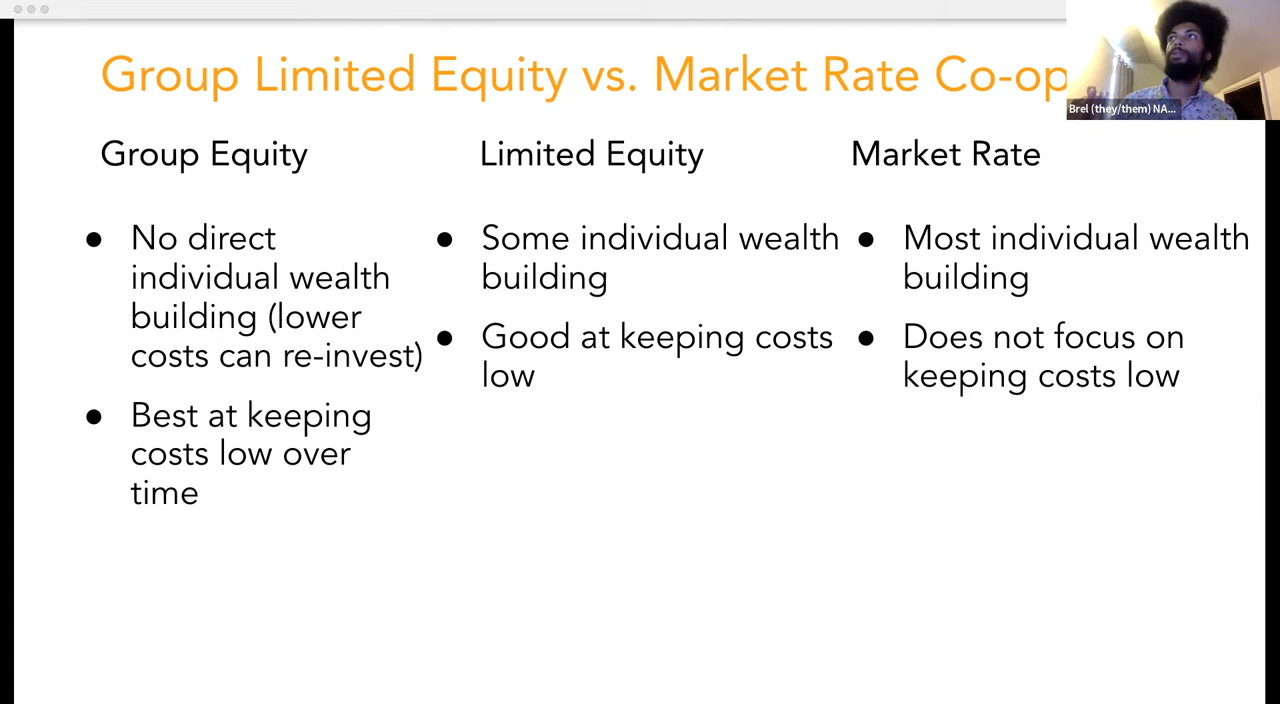 Group Limited Equity vs. Market Rate Co-op
Brel (they/them) NA...
Group Equity
● No direct
individual wealth
building (lower
costs can re-invest)
● Best at keeping
costs low over
time
Limited Equity
● Some individual wealth
building
● Good at keeping costs
low
Market Rate
● Most individual wealth
building
● Does not focus on
keeping costs low